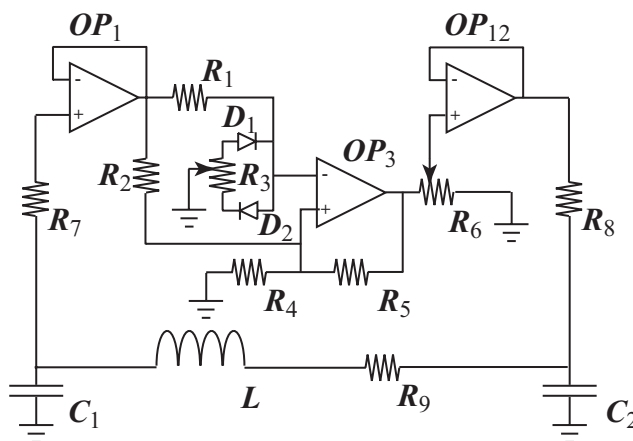 OP1 OP12
R1
D1
OP3
- +
- +
R2 R3 - +
R7 D2 R6 R8
R4 R5
C1 L R9 C2